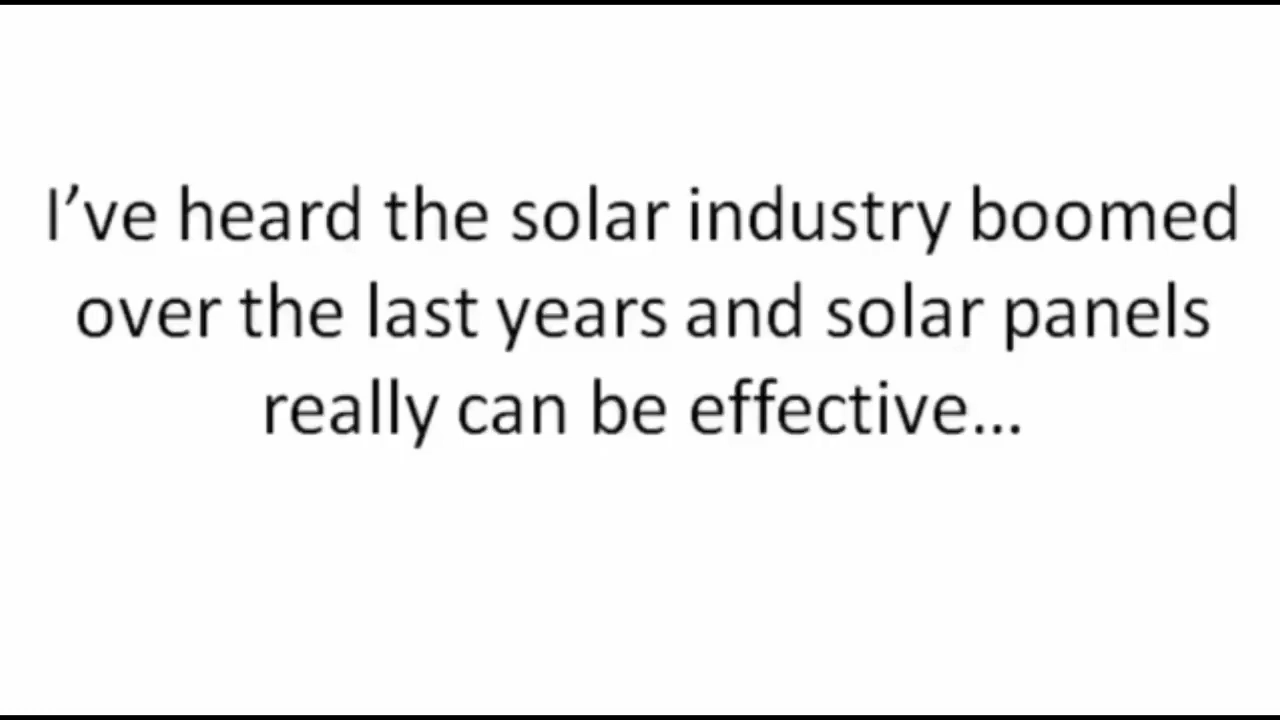 I’ve heard the solar industry boomed
over the last years and solar panels
really can be effective...